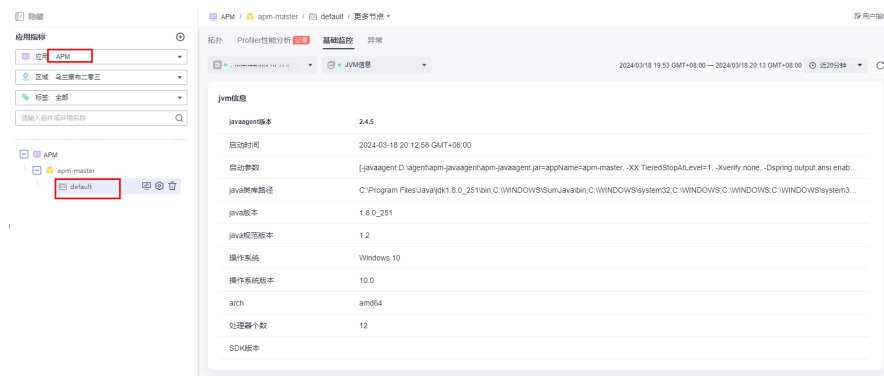 隐藏
APM / apm-master / default / 更多节点
用户指
应用指标
拓扑 Profiler性能分析 公测 基础监控 异常
应用 APM
JVM信息
2024/03/18 19:53 GMT+08:00 — 2024/03/18 20:13 GMT+08:00 近20分钟
区域: 乌兰察布二零三
标签: 全部
请输入组件或环境名称
APM
apm-master
default
jvm信息
javaagent版本 2.4.5
启动时间 2024-03-18 20:12:58 GMT+08:00
启动参数 [-javaagent:D:\agent\apm-javaagent\apm-javaagent.jar=appName=apm-master, -XX:TieredStopAtLevel=1, -Xverify:none, -Dspring.output.ansi.enab...
java类库路径 C:\Program Files\Java\jdk1.8.0_251\bin;C:\WINDOWS\Sun\Java\bin;C:\WINDOWS\system32;C:\WINDOWS;C:\WINDOWS;C:\WINDOWS\system3...
java版本 1.8.0_251
java规范版本 1.2
操作系统 Windows 10
操作系统版本 10.0
arch amd64
处理器个数 12
SDK版本